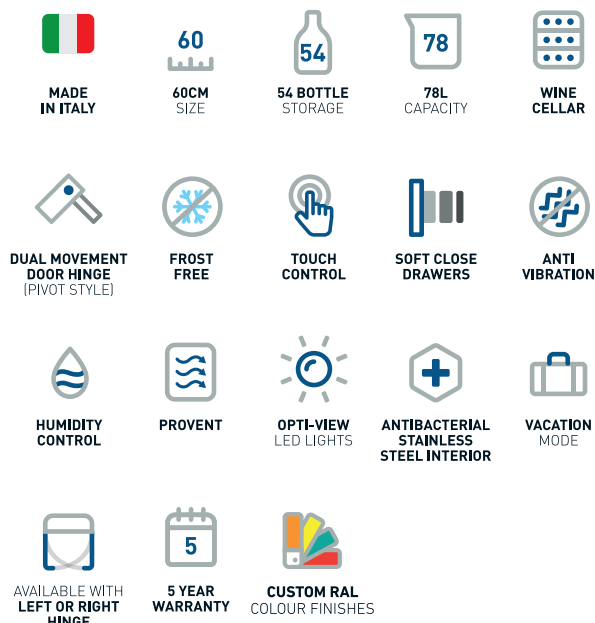 60
54
78
MADE
IN ITALY
60CM
SIZE
54 BOTTLE
STORAGE
78L
CAPACITY
WINE
CELLAR
DUAL MOVEMENT
DOOR HINGE
(PIVOT STYLE)
FROST
FREE
TOUCH
CONTROL
SOFT CLOSE
DRAWERS
ANTI
VIBRATION
HUMIDITY
CONTROL
PROVENT
OPTI-VIEW
LED LIGHTS
ANTIBACTERIAL
STAINLESS
STEEL INTERIOR
VACATION
MODE
5
AVAILABLE WITH
LEFT OR RIGHT
HINGE
5 YEAR
WARRANTY
CUSTOM RAL
COLOUR FINISHES